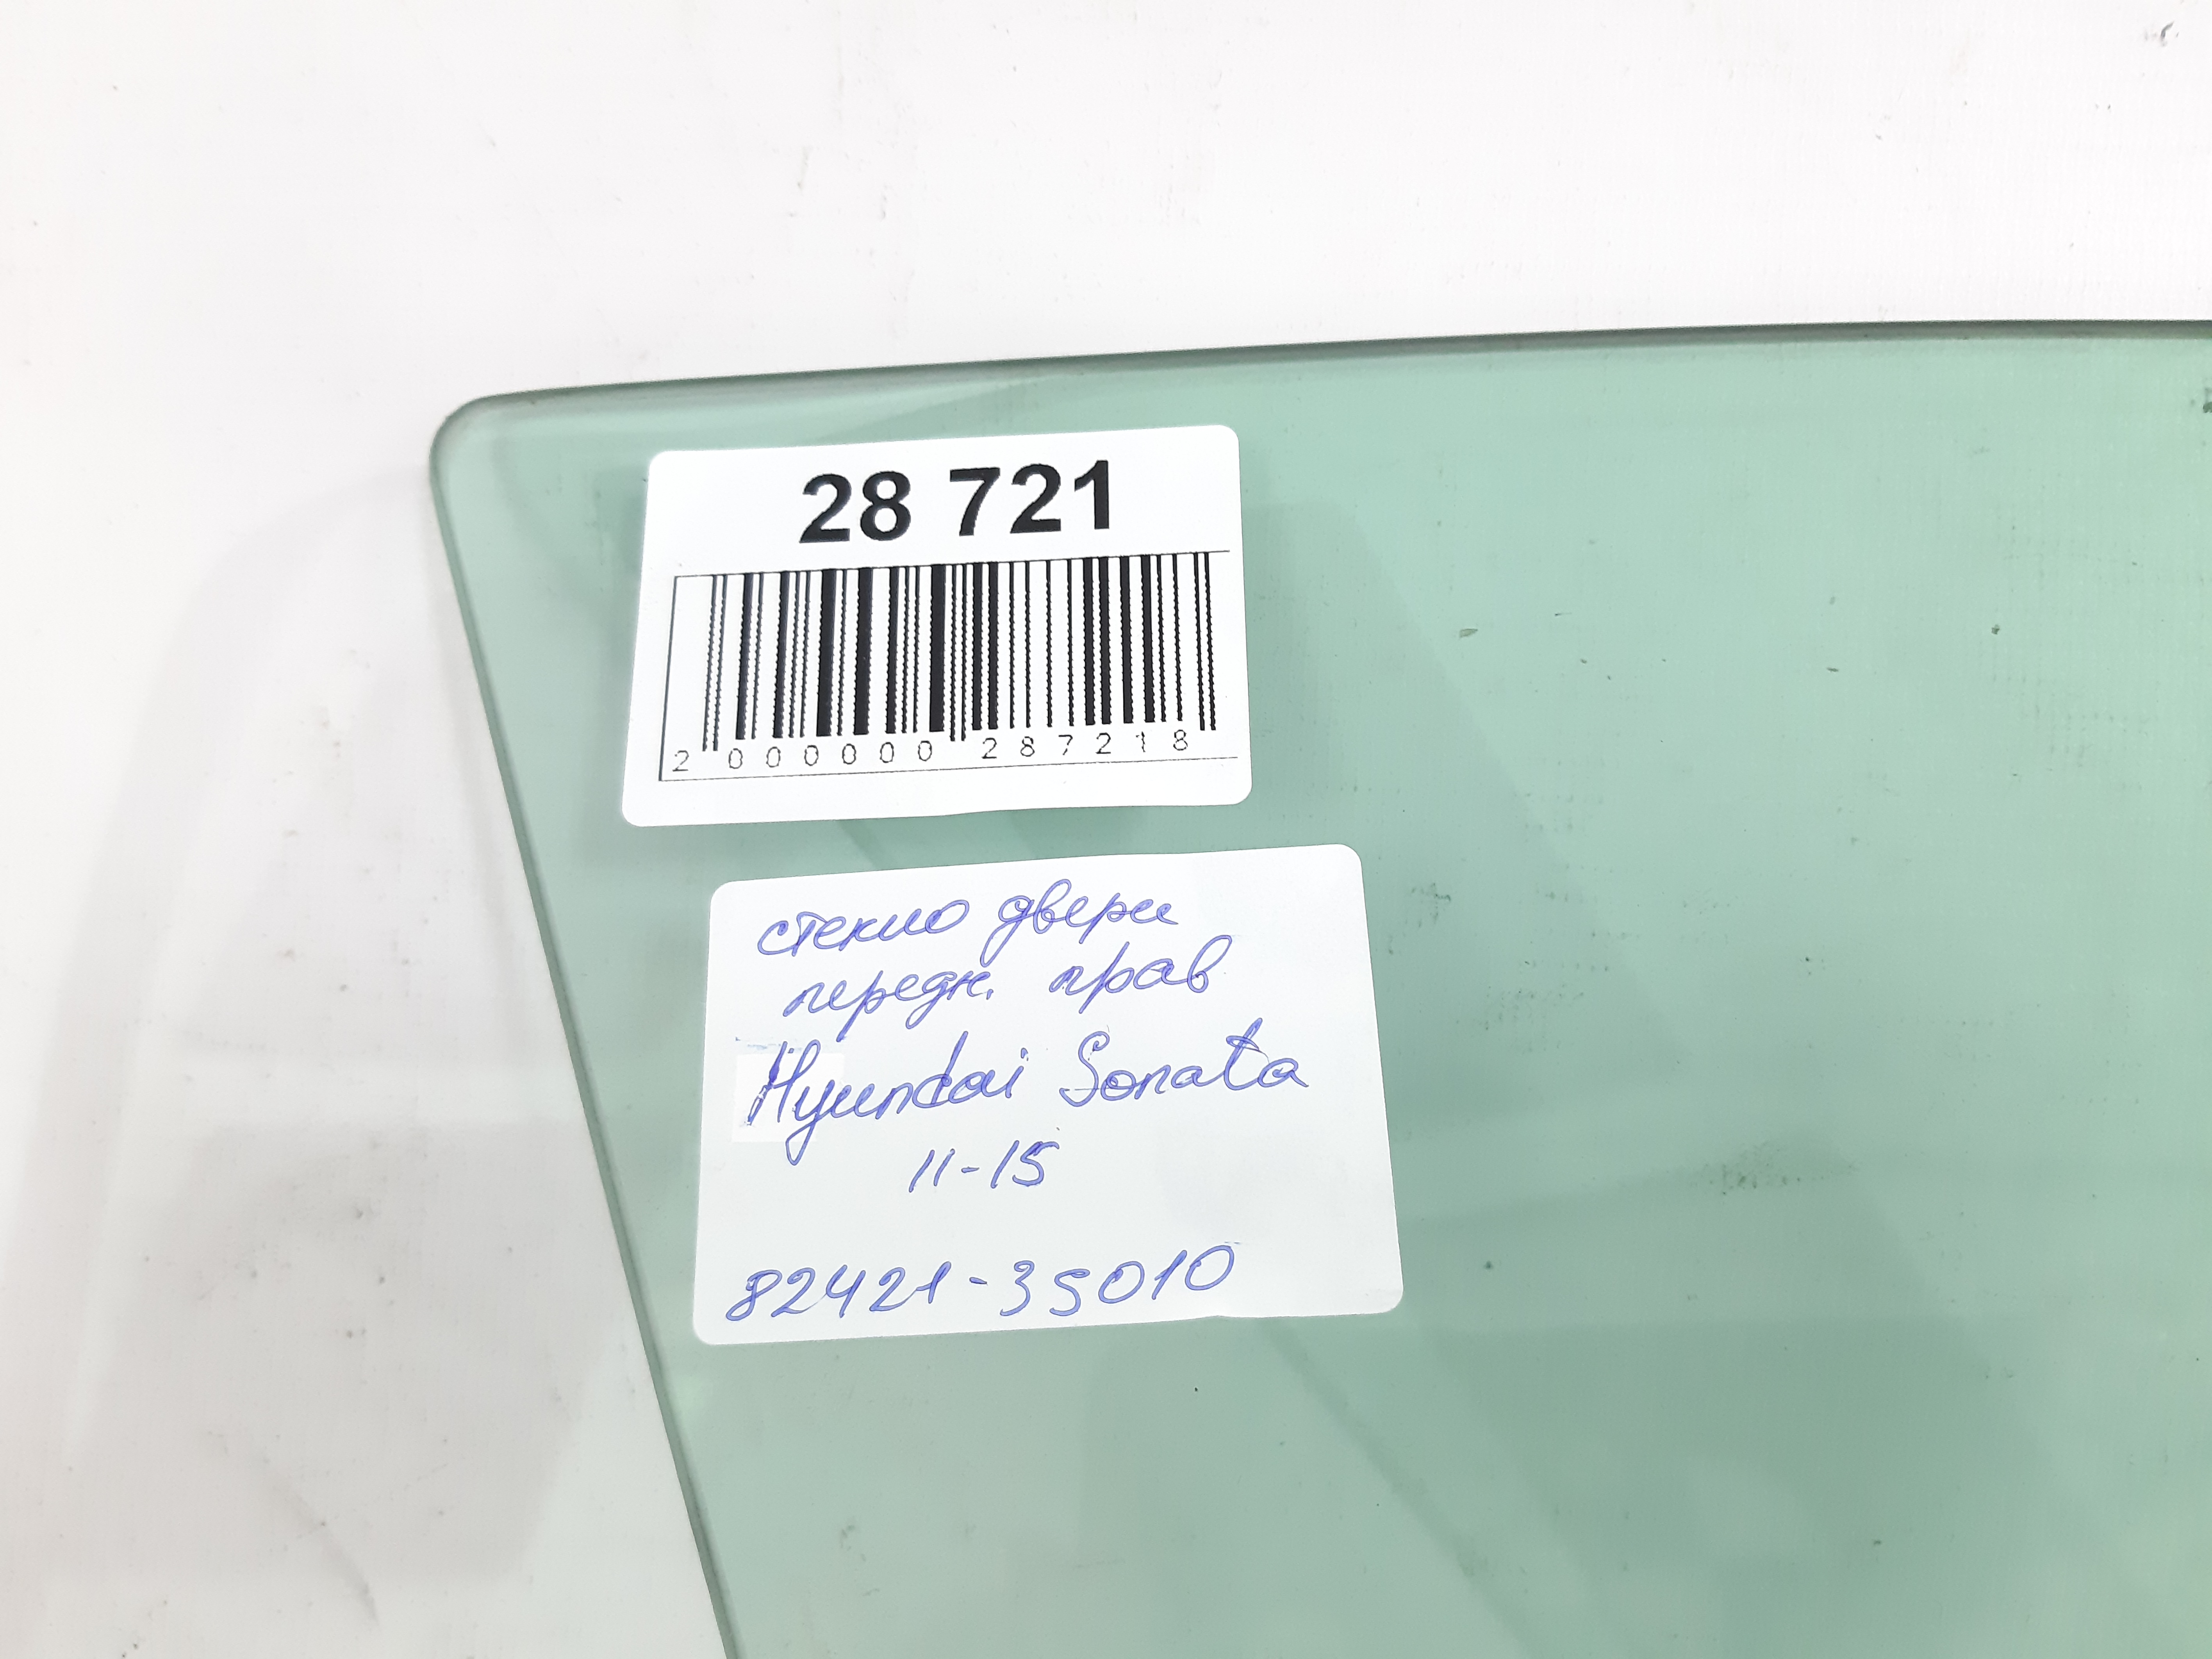 28 721
2 000000 287218
стекло двери
передн. прав
Hyundai Sonata
11-15
82421-3S010